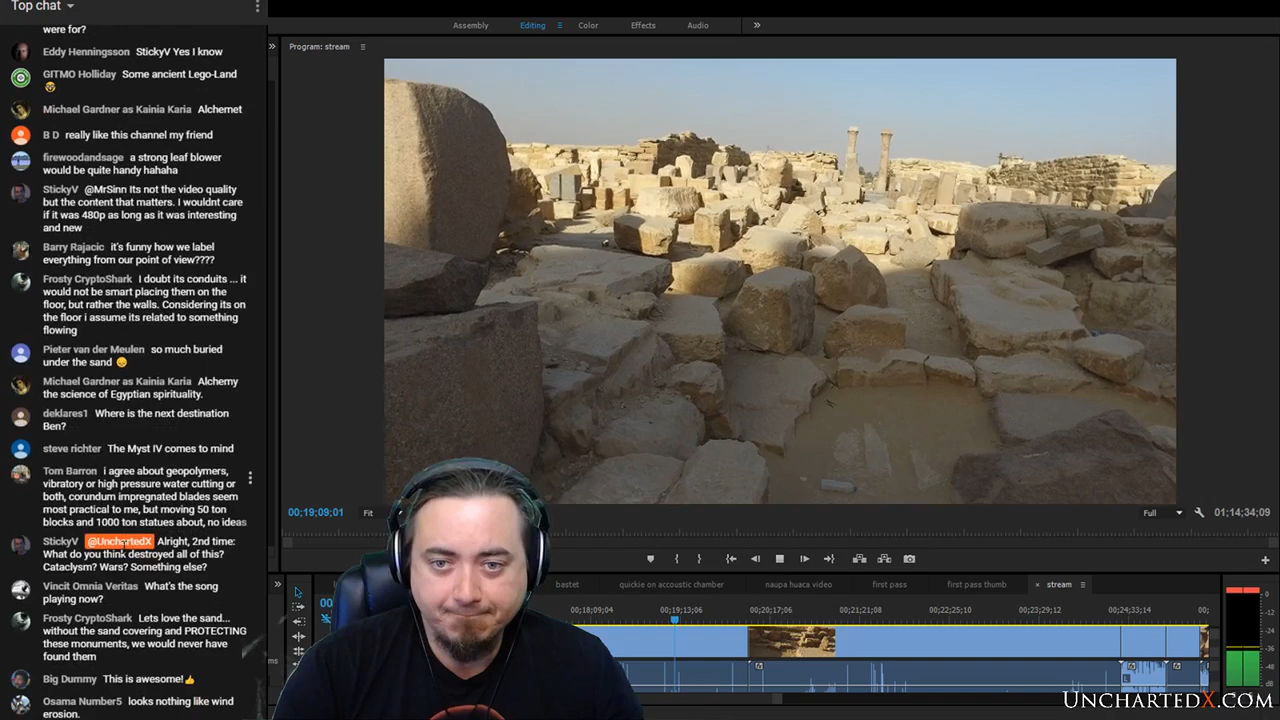 Top chat
were for?
Eddy Henningsson StickyV Yes I know
GITMO Holliday Some ancient Lego-Land
Michael Gardner as Kainia Karia Alchemet
B D really like this channel my friend
firewoodandsage a strong leaf blower
would be quite handy hahaha
StickyV @MrSinn Its not the video quality
but the content that matters. I wouldnt care
if it was 480p as long as it was interesting
and new
Barry Rajacic it's funny how we label
everything from our point of view????
Frosty CryptoShark I doubt its conduits ... it
would not be smart placing them on the
floor, but rather the walls. Considering its on
the floor i assume its related to something
flowing
Pieter van der Meulen so much buried
under the sand 😔
Michael Gardner as Kainia Karia Alchemy
the science of Egyptian spirituality.
deklares1 Where is the next destination
Ben?
steve richter The Myst IV comes to mind
Tom Barron i agree about geopolymers,
vibratory or high pressure water cutting or
both, corundum impregnated blades seem
most practical to me, but moving 50 ton
blocks and 1000 ton statues about, no ideas
StickyV @UnchartedX Alright, 2nd time:
What do you think destroyed all of this?
Cataclysm? Wars? Something else?
Vincit Omnia Veritas What's the song
playing now?
Frosty CryptoShark Lets love the sand...
without the sand covering and PROTECTING
these monuments, we would never have
found them
Big Dummy This is awesome!👍
Osama Number5 looks nothing like wind
erosion.
Assembly Editing Color Effects Audio
Program: stream
00;19;09;01 Fit Full 01;14;34;09
bastet quickie on accoustic chamber naupa huaca video first pass first pass thumb × stream
00;
00;18;09;04 00;19;13;06 00;20;17;06 00;21;21;08 00;22;25;10 00;23;29;12 00;24;33;14 00;
fx
fx fx
0
-12
-24
-36
-48
dB
UnchartedX.com